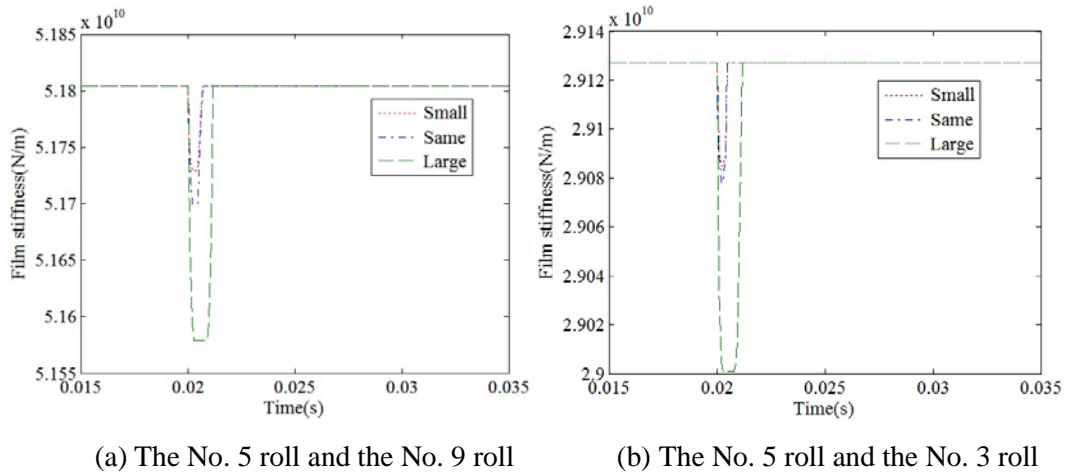 x 10^10
5.185
5.18
5.175
5.17
5.165
5.16
5.155
Film stiffness(N/m)
0.015 0.02 0.025 0.03 0.035
Time(s)
Small
Same
Large
(a) The No. 5 roll and the No. 9 roll
x 10^10
2.914
2.912
2.91
2.908
2.906
2.904
2.902
2.9
Film stiffness(N/m)
0.015 0.02 0.025 0.03 0.035
Time(s)
Small
Same
Large
(b) The No. 5 roll and the No. 3 roll